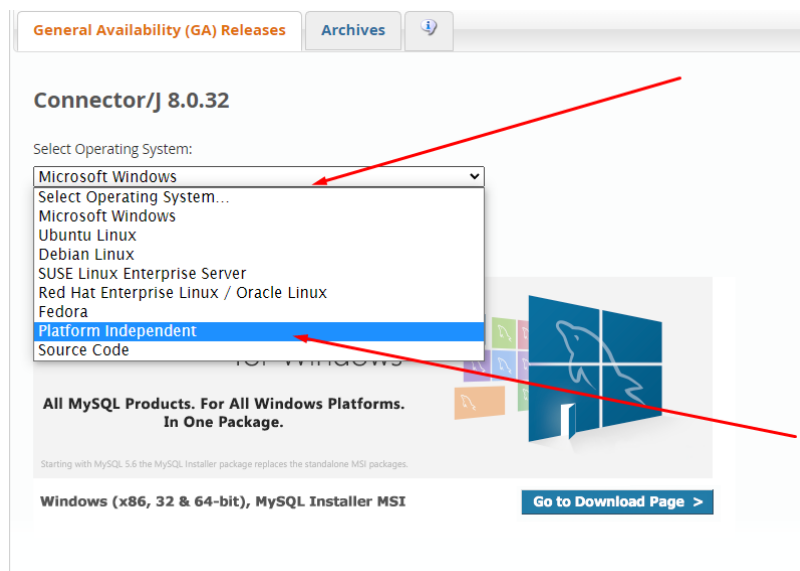 General Availability (GA) Releases
Archives
Connector/J 8.0.32
Select Operating System:
Microsoft Windows
Select Operating System...
Microsoft Windows
Ubuntu Linux
Debian Linux
SUSE Linux Enterprise Server
Red Hat Enterprise Linux / Oracle Linux
Fedora
Platform Independent
Source Code
for Windows
All MySQL Products. For All Windows Platforms.
In One Package.
Starting with MySQL 5.6 the MySQL Installer package replaces the standalone MSI packages.
Windows (x86, 32 & 64-bit), MySQL Installer MSI
Go to Download Page >